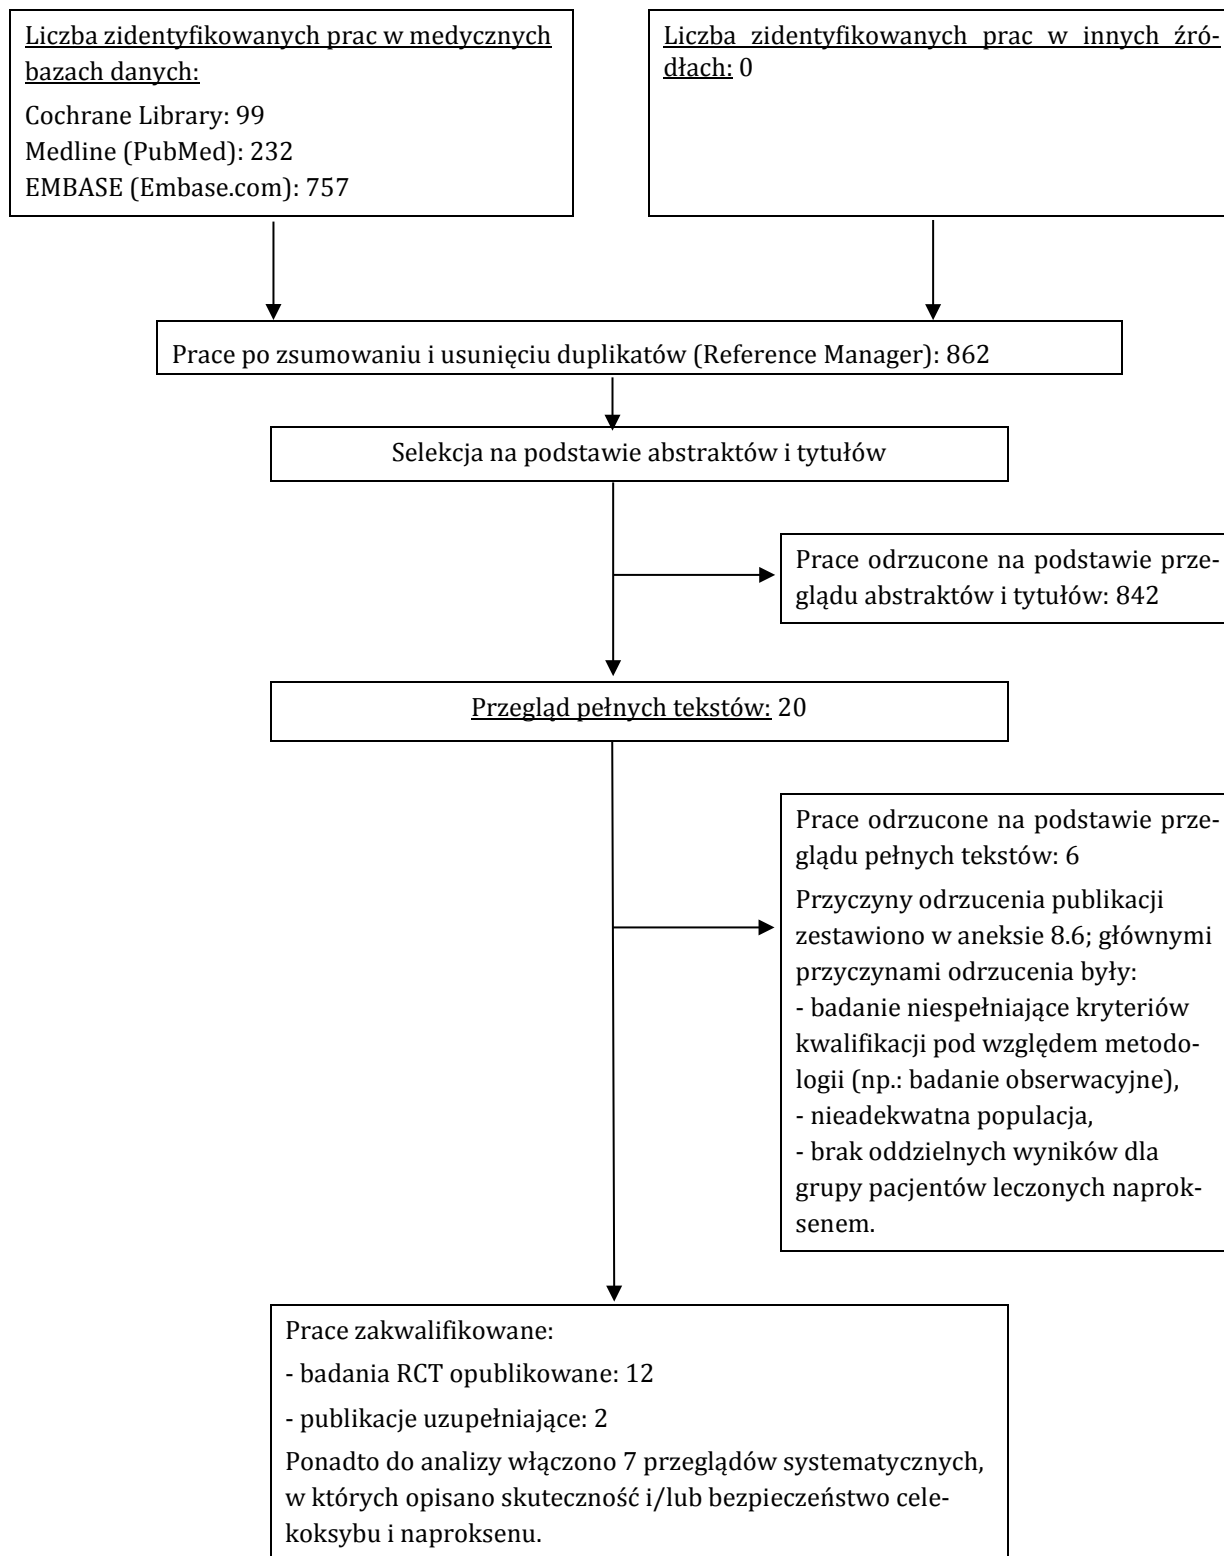 Liczba zidentyfikowanych prac w medycznych
bazach danych:
Cochrane Library: 99
Medline (PubMed): 232
EMBASE (Embase.com): 757
Liczba zidentyfikowanych prac w innych źró-
dłach: 0
Prace po zsumowaniu i usunięciu duplikatów (Reference Manager): 862
Selekcja na podstawie abstraktów i tytułów
Prace odrzucone na podstawie prze-
glądu abstraktów i tytułów: 842
Przegląd pełnych tekstów: 20
Prace odrzucone na podstawie prze-
glądu pełnych tekstów: 6
Przyczyny odrzucenia publikacji
zestawiono w aneksie 8.6; głównymi
przyczynami odrzucenia były:
- badanie niespełniające kryteriów
kwalifikacji pod względem metodo-
logii (np.: badanie obserwacyjne),
- nieadekwatna populacja,
- brak oddzielnych wyników dla
grupy pacjentów leczonych naprok-
senem.
Prace zakwalifikowane:
- badania RCT opublikowane: 12
- publikacje uzupełniające: 2
Ponadto do analizy włączono 7 przeglądów systematycznych,
w których opisano skuteczność i/lub bezpieczeństwo cele-
koksybu i naproksenu.